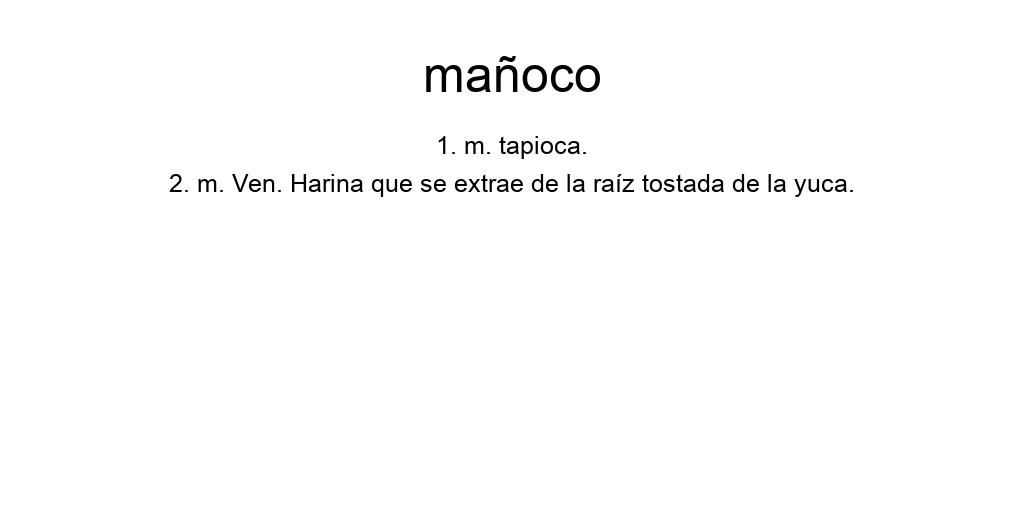 mañoco
1. m. tapioca.
2. m. Ven. Harina que se extrae de la raíz tostada de la yuca.